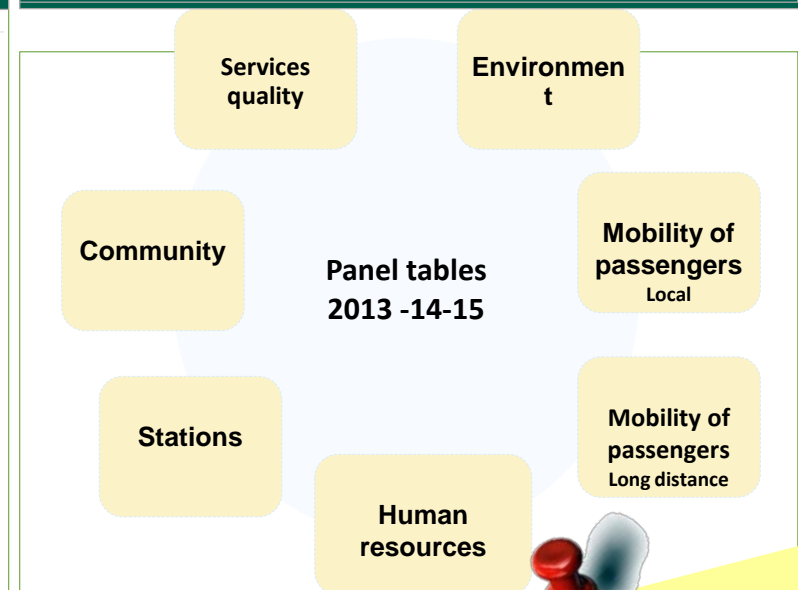 Services
quality
Environmen
t
Community
Mobility of
passengers
Local
Panel tables
2013 -14-15
Stations
Mobility of
passengers
Long distance
Human
resources